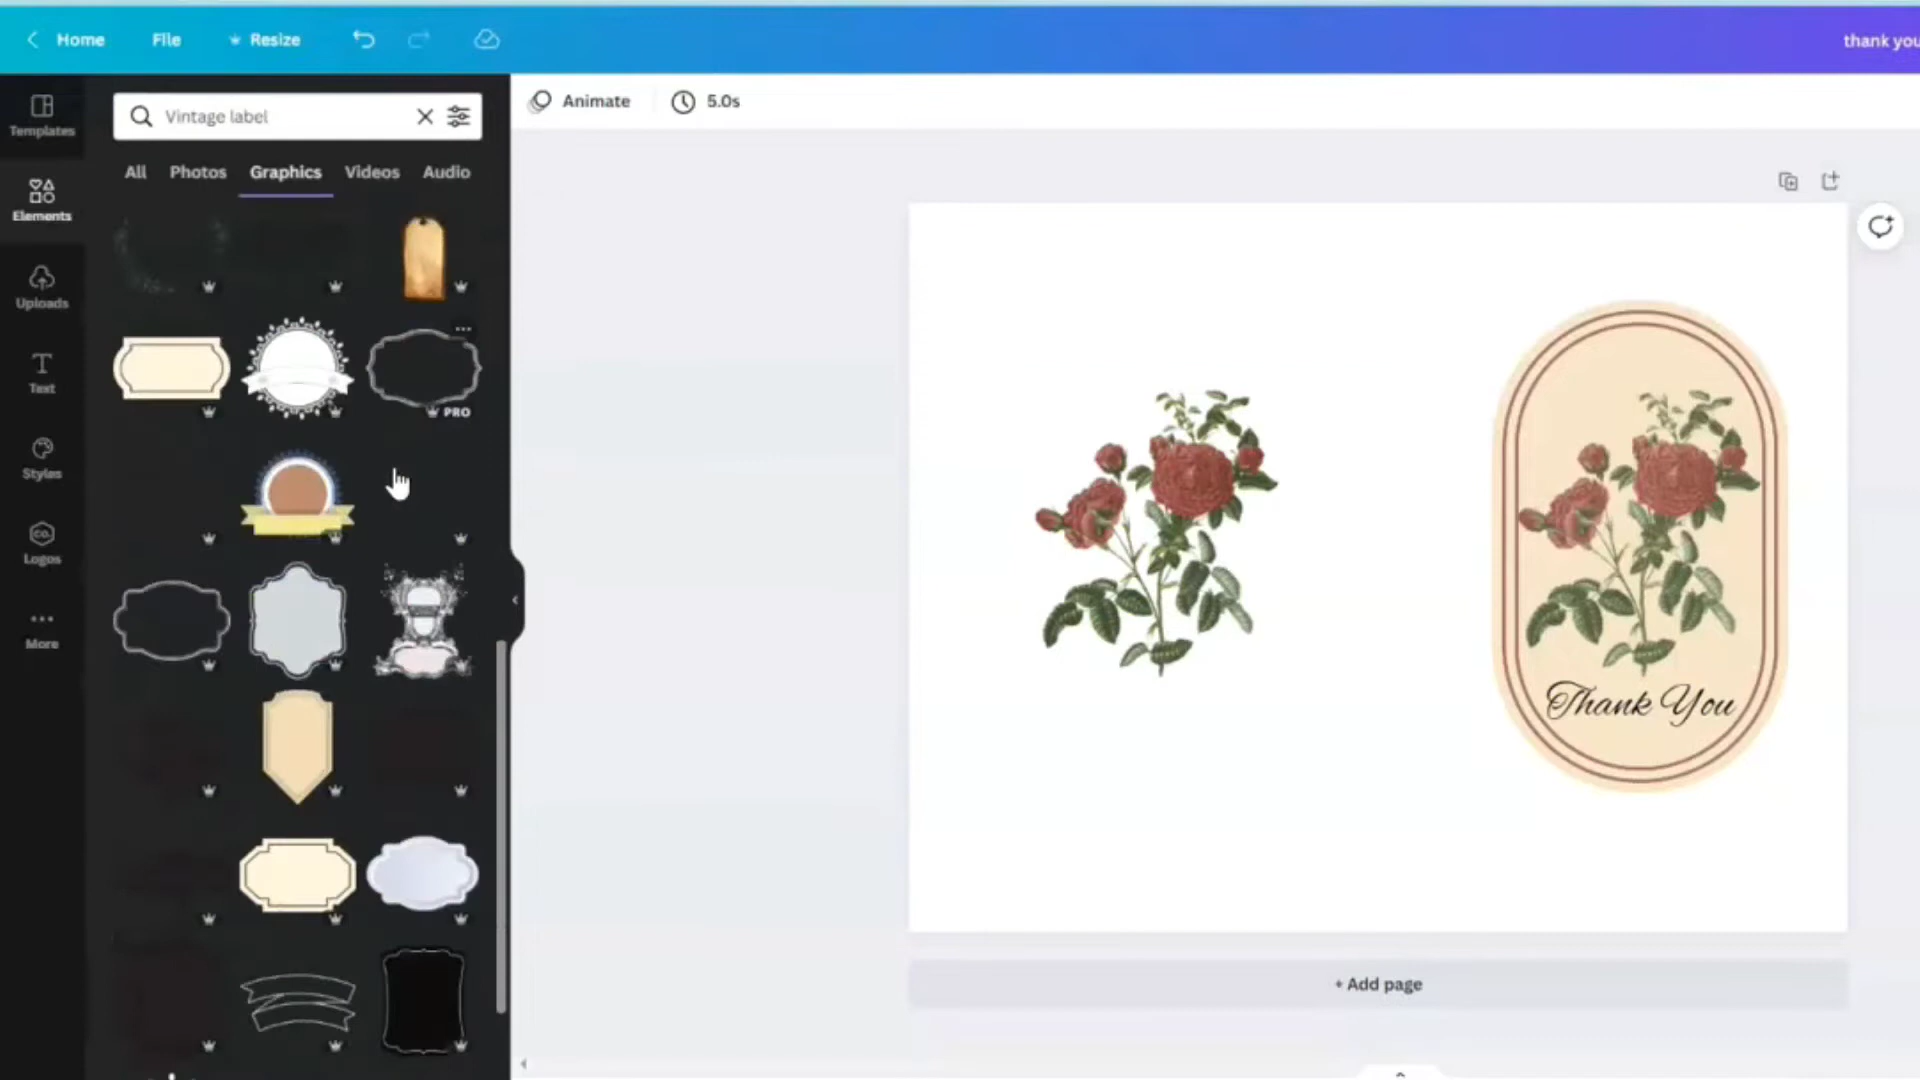 Home File Resize
thank you
Templates
Vintage label
Animate 5.0s
All Photos Graphics Videos Audio
Elements
Uploads
Text
PRO
Styles
CO.
Logos
More
Thank You
+ Add page